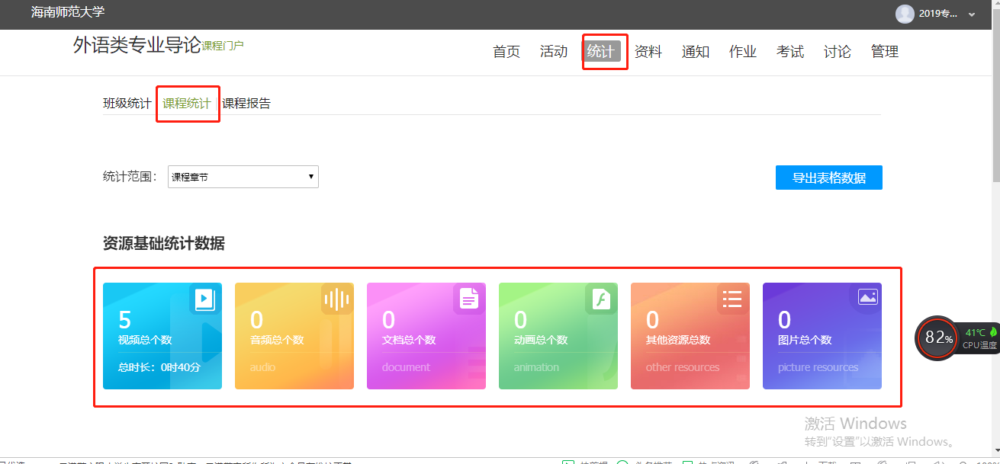 海南师范大学
2019专...
外语类专业导论课程门户
首页 活动 统计 资料 通知 作业 考试 讨论 管理
班级统计 课程统计 | 课程报告
统计范围： 课程章节
导出表格数据
资源基础统计数据
5 0 0 0 0 0
视频总个数 音频总个数 文档总个数 动画总个数 其他资源总数 图片总个数
总时长：0时40分 audio document animation other resources picture resources
82% 41℃
CPU温度
激活 Windows
转到"设置"以激活 Windows。